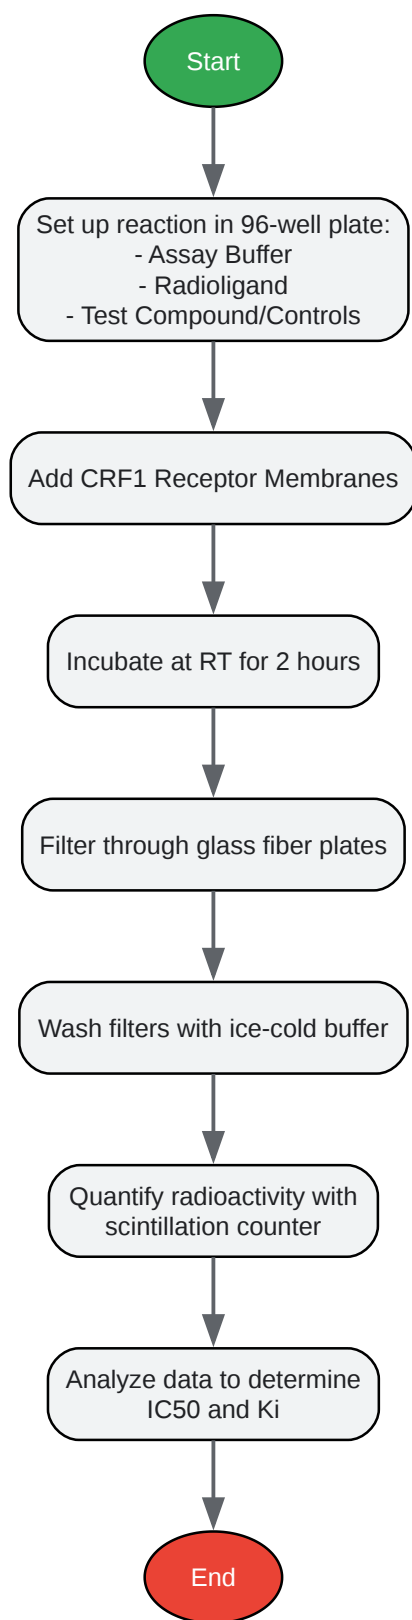 Start
Set up reaction in 96-well plate:
- Assay Buffer
- Radioligand
- Test Compound/Controls
Add CRF1 Receptor Membranes
Incubate at RT for 2 hours
Filter through glass fiber plates
Wash filters with ice-cold buffer
Quantify radioactivity with
scintillation counter
Analyze data to determine
IC50 and Ki
End